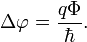 Δφ = qΦ/ħ.